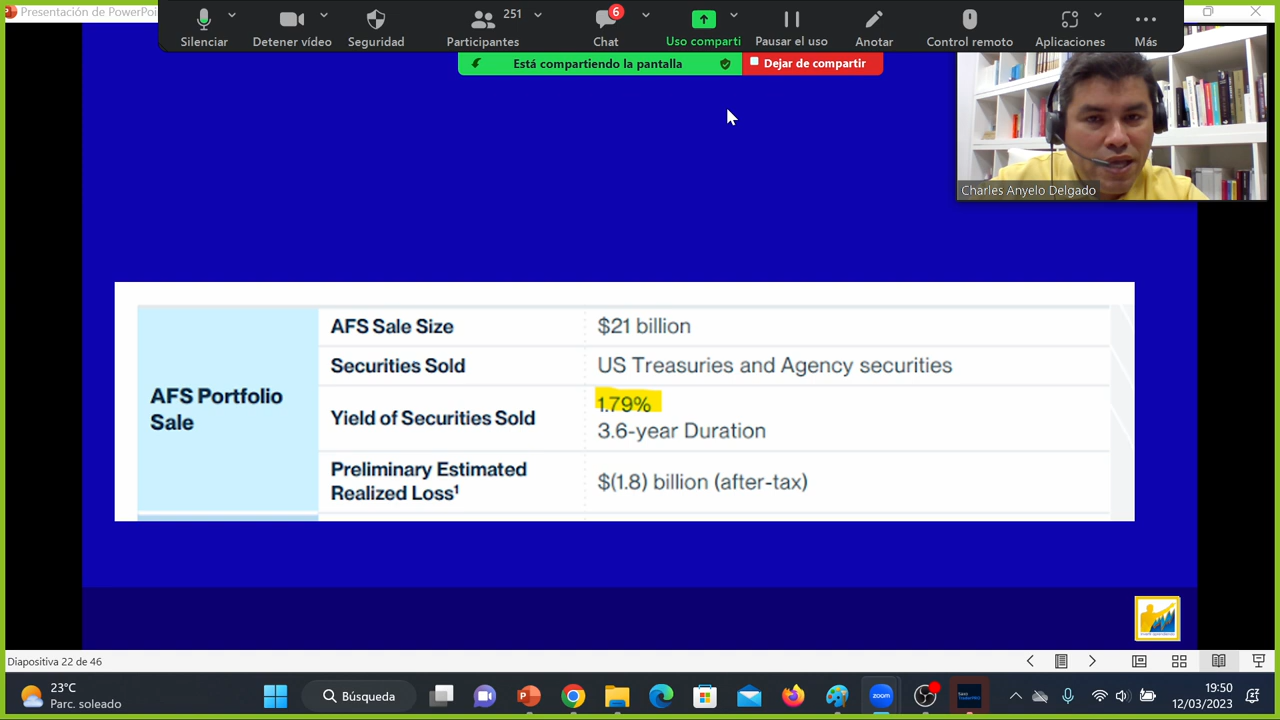 Presentación de PowerPoi
Silenciar
Detener vídeo
Seguridad
251
Participantes
6
Chat
Uso comparti
Pausar el uso
Anotar
Control remoto
Aplicaciones
Más
Está compartiendo la pantalla
Dejar de compartir
Charles Anyelo Delgado
AFS Portfolio
Sale
AFS Sale Size
$21 billion
Securities Sold
US Treasuries and Agency securities
Yield of Securities Sold
1.79%
3.6-year Duration
Preliminary Estimated
Realized Loss¹
$(1.8) billion (after-tax)
Diapositiva 22 de 46
23°C
Parc. soleado
Búsqueda
zoom
19:50
12/03/2023